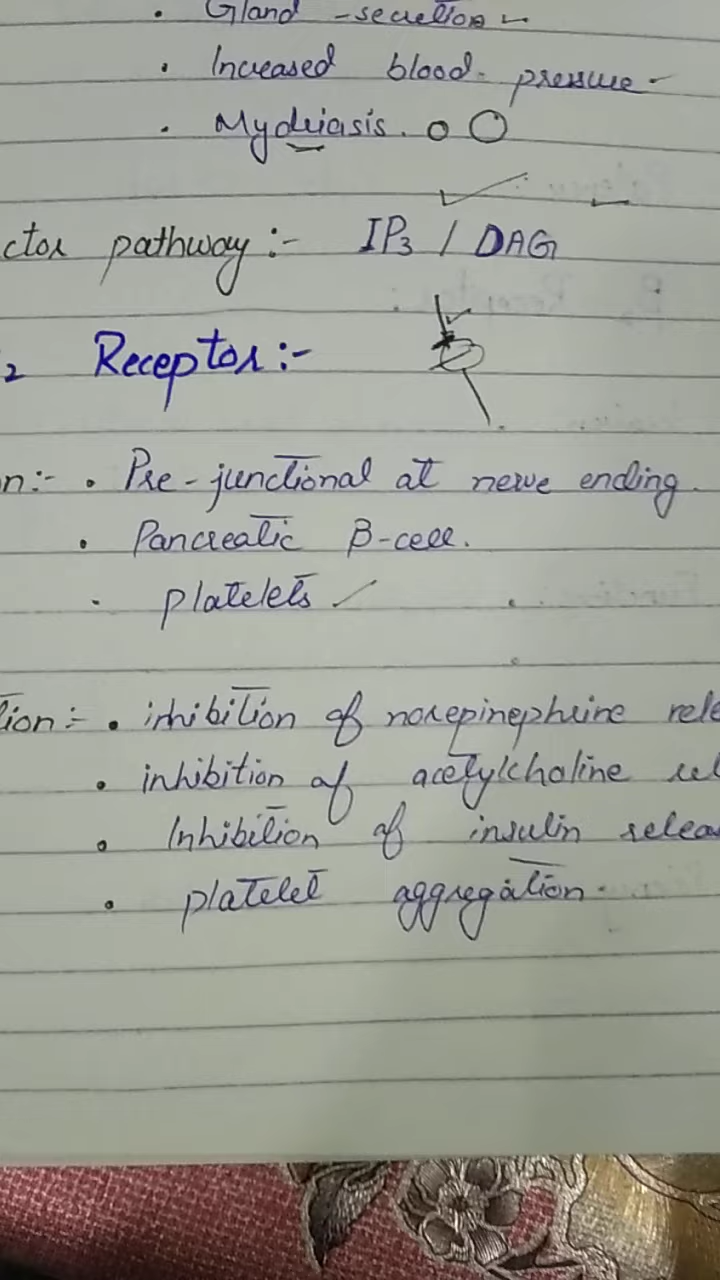 • Gland - secretion
• Increased blood pressure -
• Mydriasis.
ctor pathway :- IP₃ / DAG
₂ Receptor :-
n :- • Pre-junctional at nerve ending.
• Pancreatic β-cell.
• Platelets
tion :- • inhibition of norepinephrine rele
• inhibition of acetylcholine rel
• Inhibition of insulin relea
• platelet aggregation.